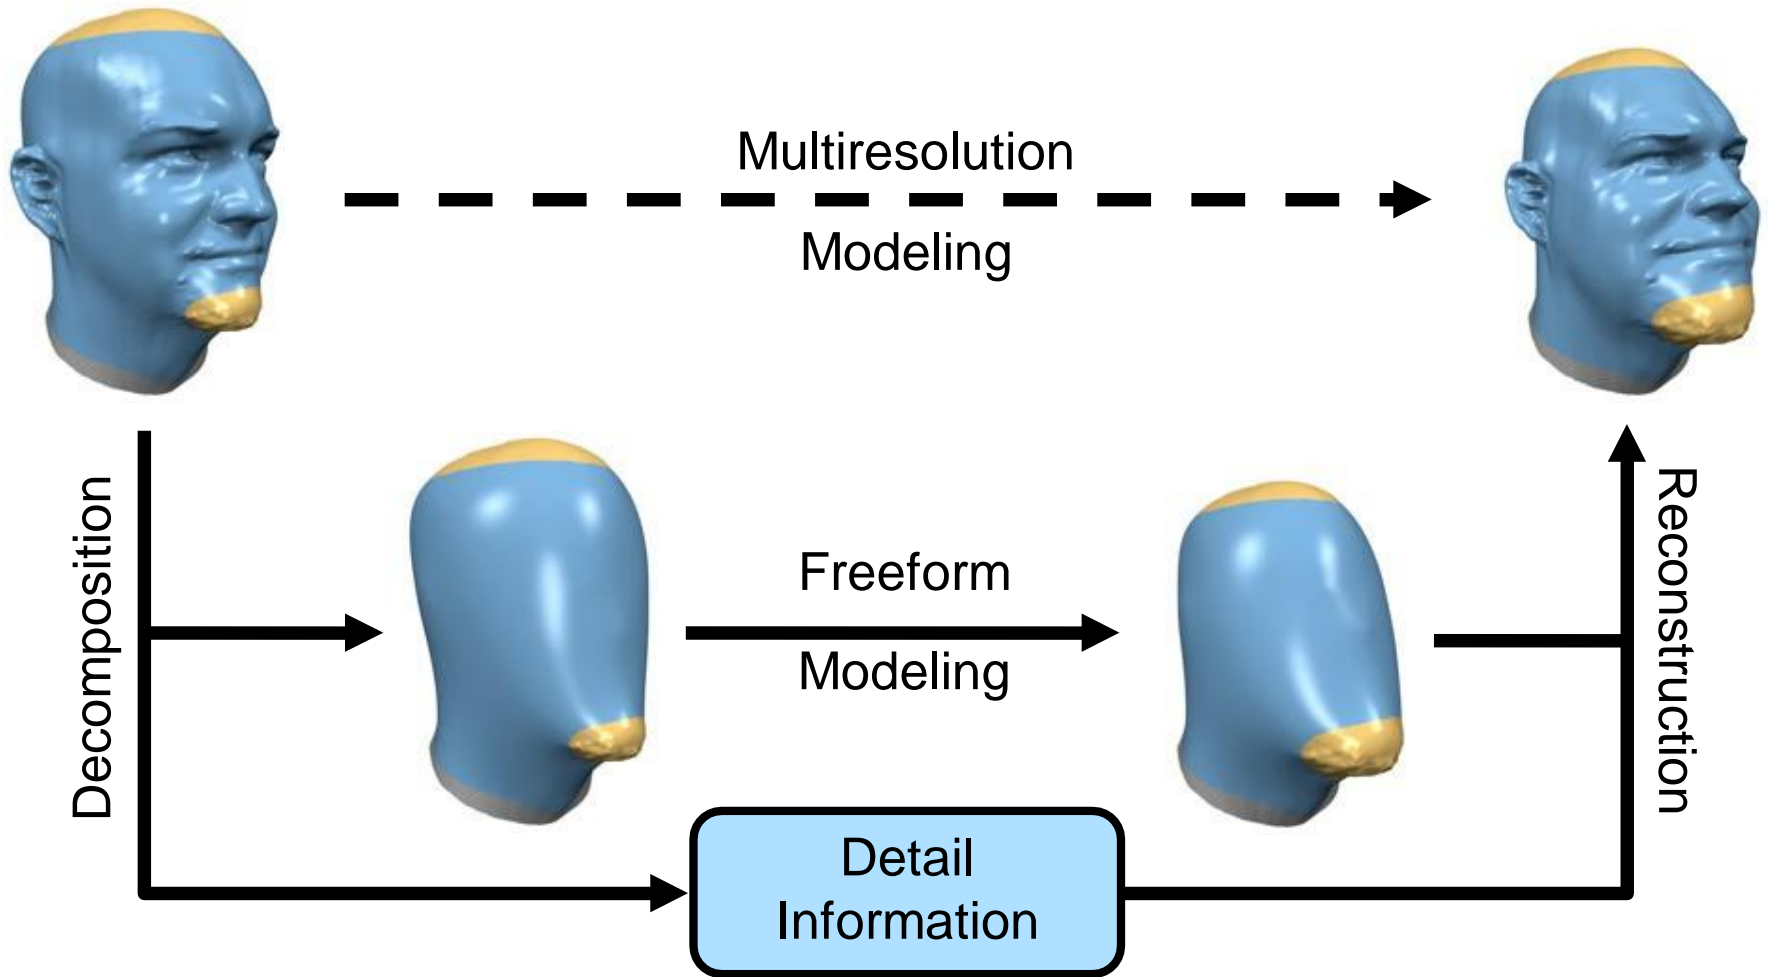 Multiresolution
Modeling
Decomposition
Freeform
Modeling
Reconstruction
Detail
Information